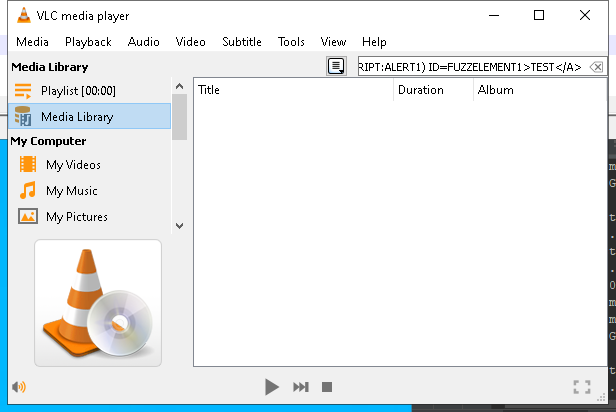 VLC media player
Media Playback Audio Video Subtitle Tools View Help
Media Library
RIPT:ALERT1) ID=FUZZELEMENT1>TEST</A>
Playlist [00:00]
Title Duration Album
Media Library
My Computer
My Videos
My Music
My Pictures